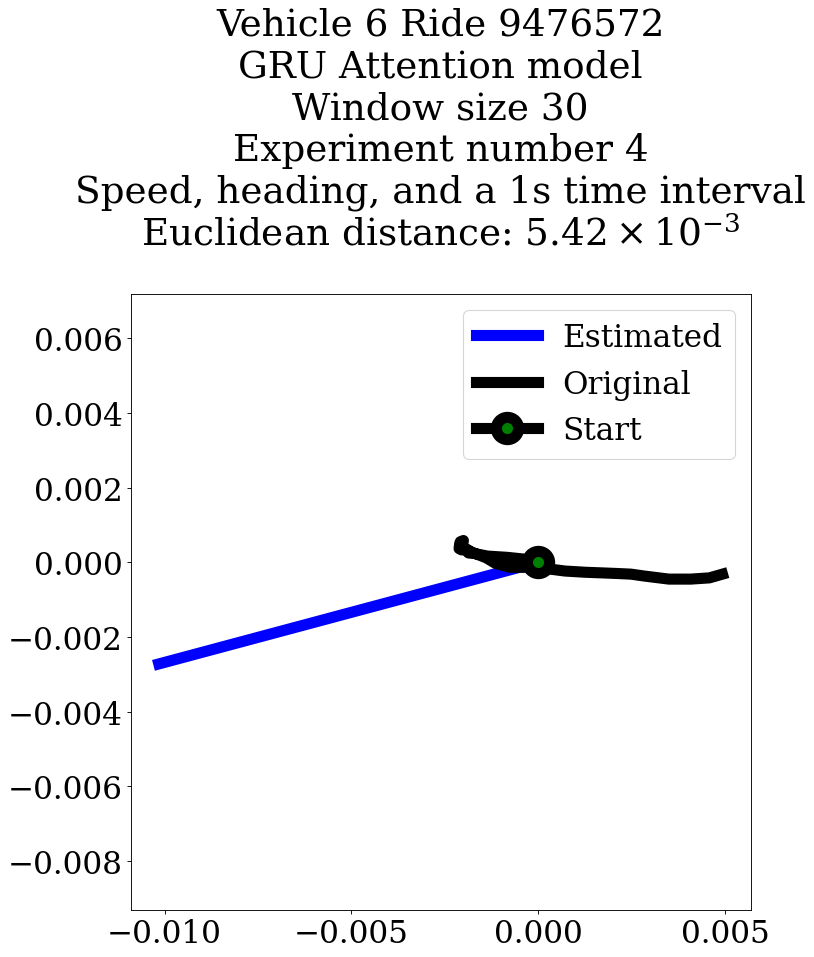 Vehicle 6 Ride 9476572
GRU Attention model
Window size 30
Experiment number 4
Speed, heading, and a 1s time interval
Euclidean distance: 5.42 × 10⁻³
Estimated
Original
Start
0.006
0.004
0.002
0.000
−0.002
−0.004
−0.006
−0.008
−0.010 −0.005 0.000 0.005